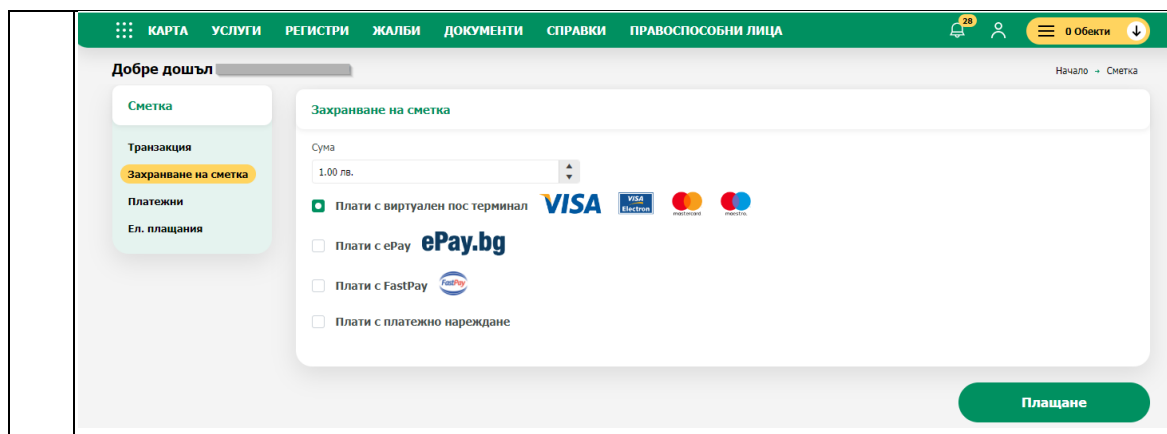 КАРТА УСЛУГИ РЕГИСТРИ ЖАЛБИ ДОКУМЕНТИ СПРАВКИ ПРАВОСПОСОБНИ ЛИЦА 28 0 Обекти
Добре дошъл
Начало → Сметка
Сметка
Транзакция
Захранване на сметка
Платежни
Ел. плащания
Захранване на сметка
Сума
1.00 лв.
Плати с виртуален пос терминал VISA VISA Electron mastercard maestro
Плати с ePay ePay.bg
Плати с FastPay FastPay
Плати с платежно нареждане
Плащане